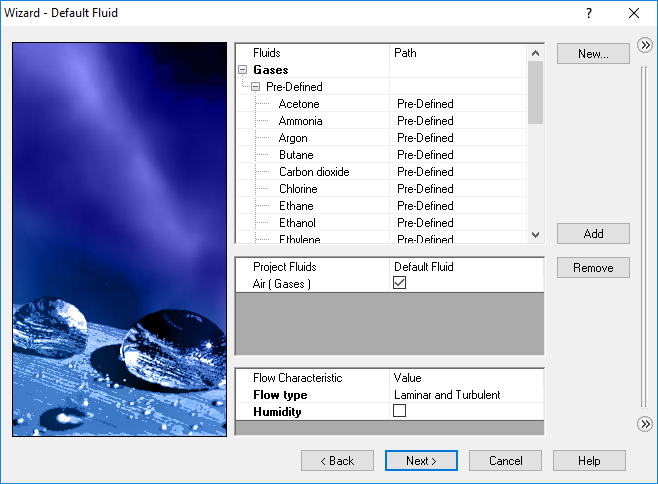 Wizard - Default Fluid
Fluids Path
Gases
Pre-Defined
Acetone Pre-Defined
Ammonia Pre-Defined
Argon Pre-Defined
Butane Pre-Defined
Carbon dioxide Pre-Defined
Chlorine Pre-Defined
Ethane Pre-Defined
Ethanol Pre-Defined
Ethylene Pre-Defined
New...
Add
Remove
Project Fluids Default Fluid
Air ( Gases )
Flow Characteristic Value
Flow type Laminar and Turbulent
Humidity
< Back Next > Cancel Help